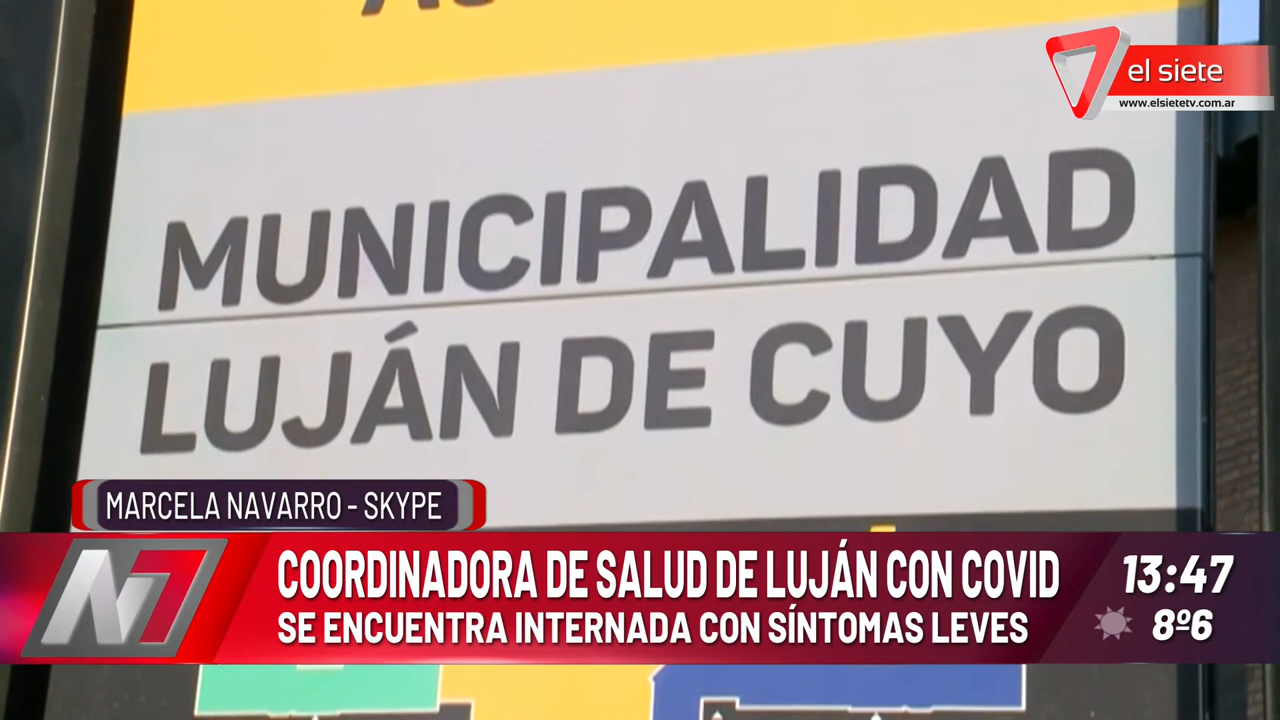 el siete
www.elsietetv.com.ar
MUNICIPALIDAD
LUJÁN DE CUYO
MARCELA NAVARRO - SKYPE
N7
COORDINADORA DE SALUD DE LUJÁN CON COVID
SE ENCUENTRA INTERNADA CON SÍNTOMAS LEVES
13:47
8º6